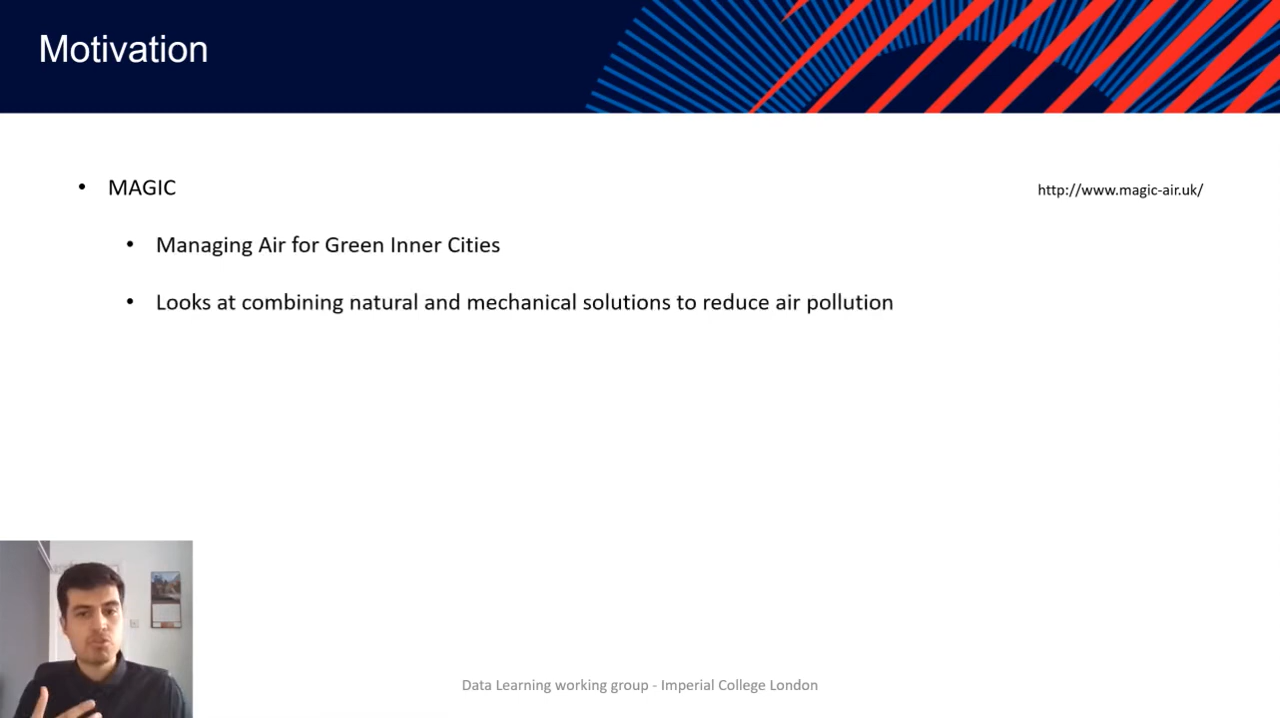 Motivation
• MAGIC
http://www.magic-air.uk/
• Managing Air for Green Inner Cities
• Looks at combining natural and mechanical solutions to reduce air pollution
Data Learning working group - Imperial College London